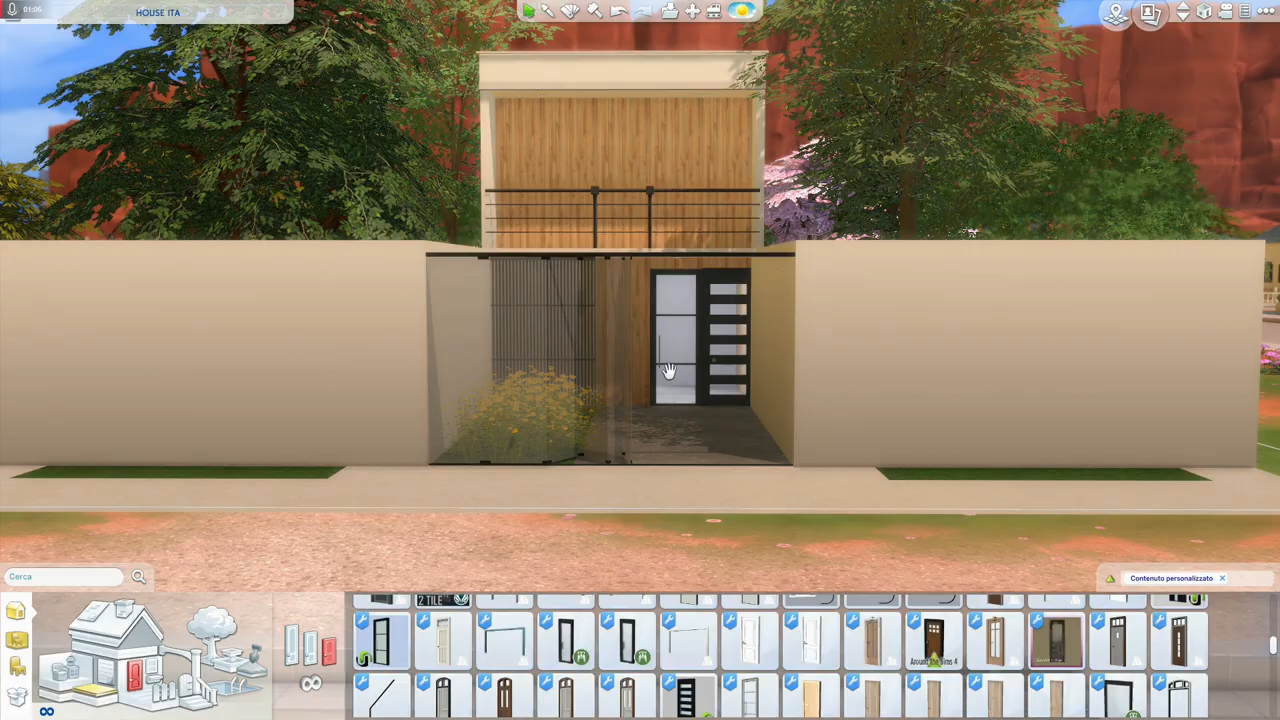 01:06
HOUSE ITA
Cerca
Contenuto personalizzato
2 TILE
Around the Sims 4